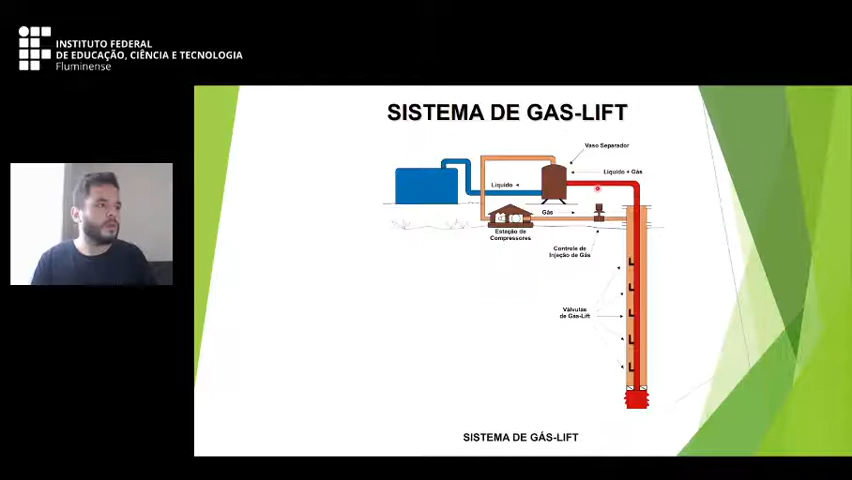 INSTITUTO FEDERAL
DE EDUCAÇÃO, CIÊNCIA E TECNOLOGIA
Fluminense
SISTEMA DE GAS-LIFT
Vaso Separador
Líquido + Gás
Líquido
Gás
Estação de
Compressores
Controle de
Injeção de Gás
Válvulas
de Gas-Lift
SISTEMA DE GÁS-LIFT